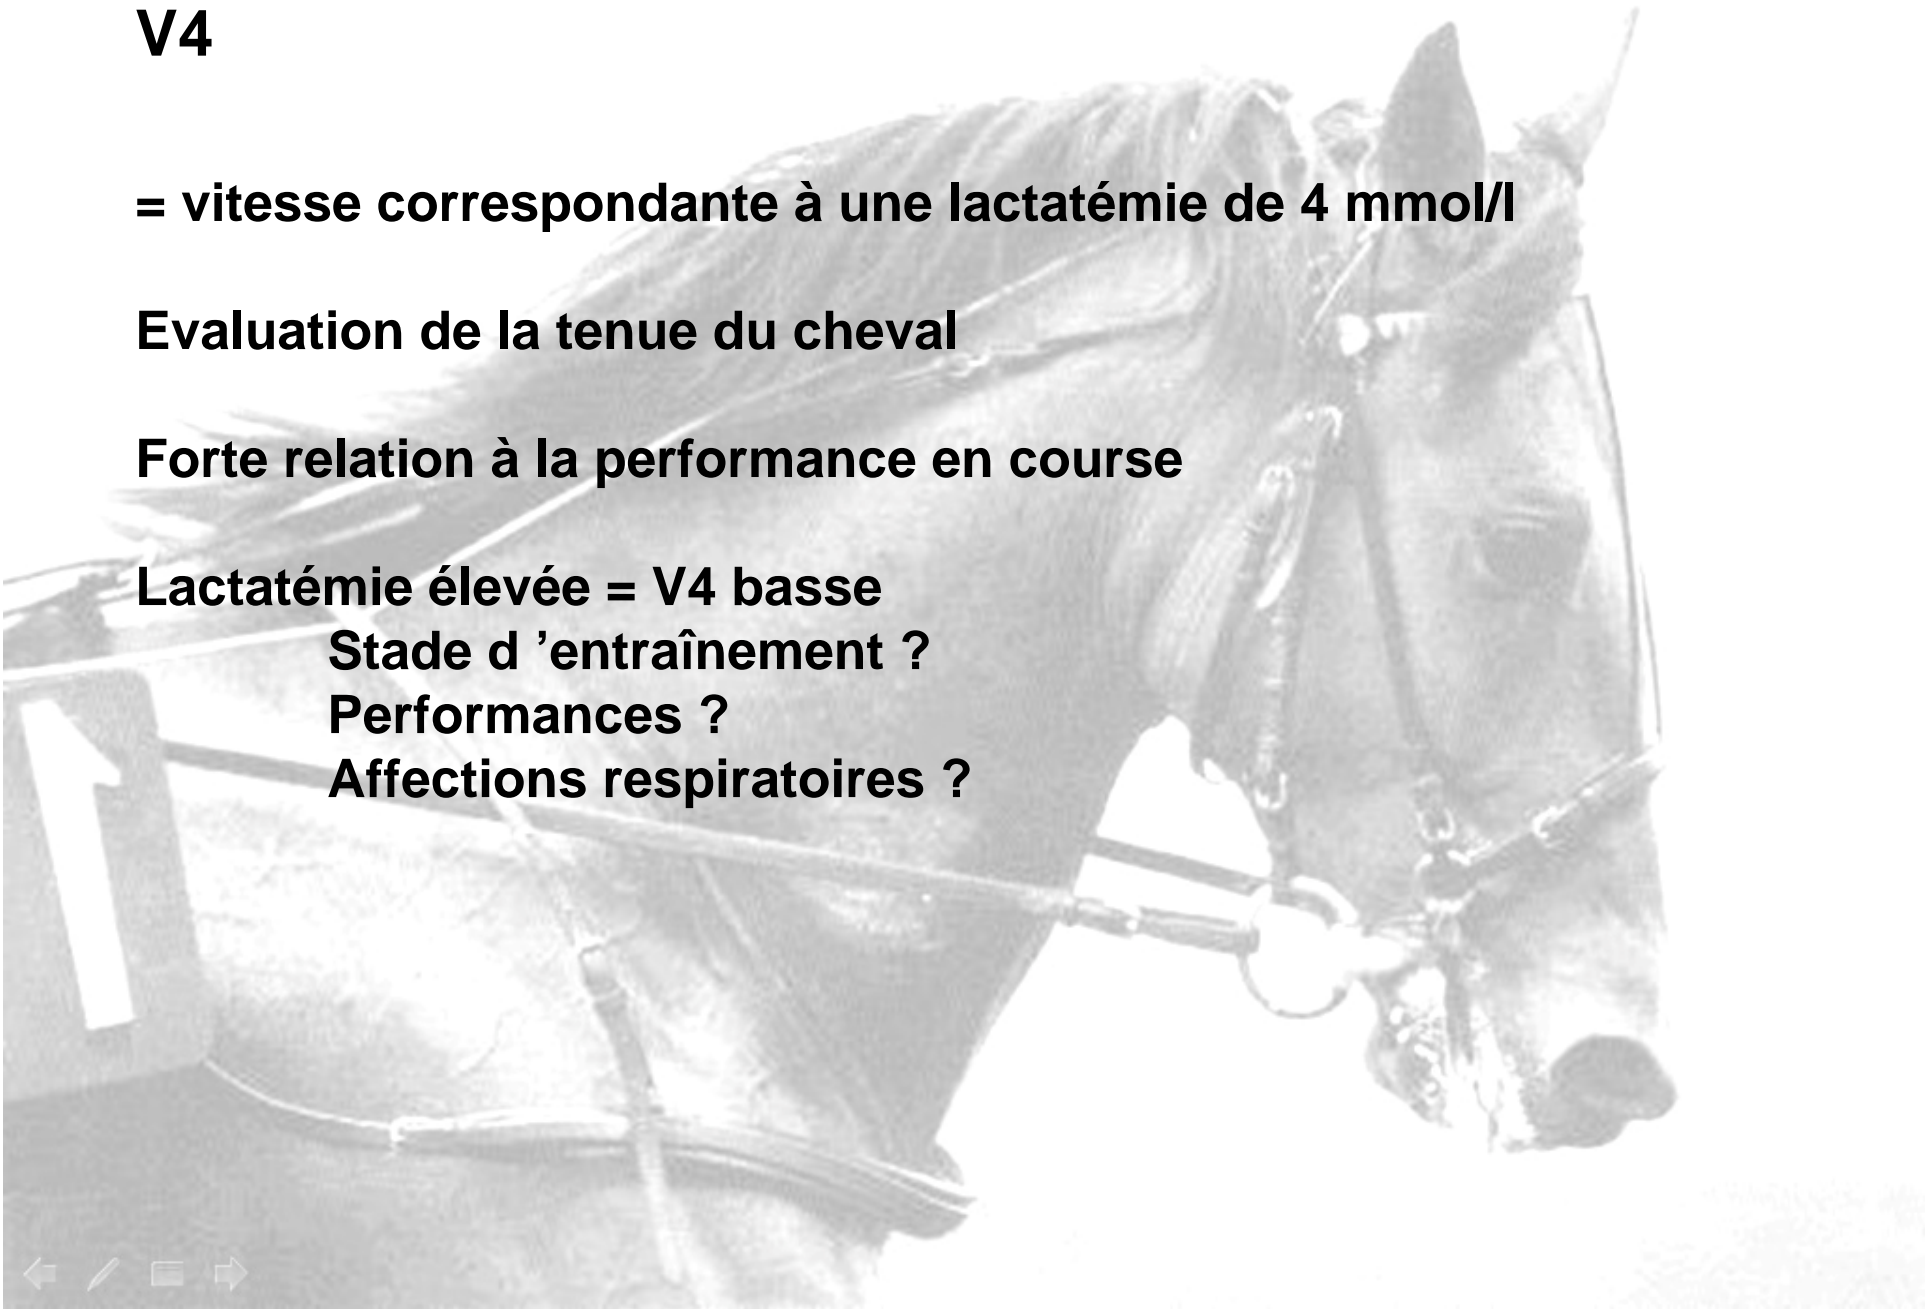 V4
= vitesse correspondante à une lactatémie de 4 mmol/l
Evaluation de la tenue du cheval
Forte relation à la performance en course
Lactatémie élevée = V4 basse
Stade d ’entraînement ?
Performances ?
Affections respiratoires ?
1